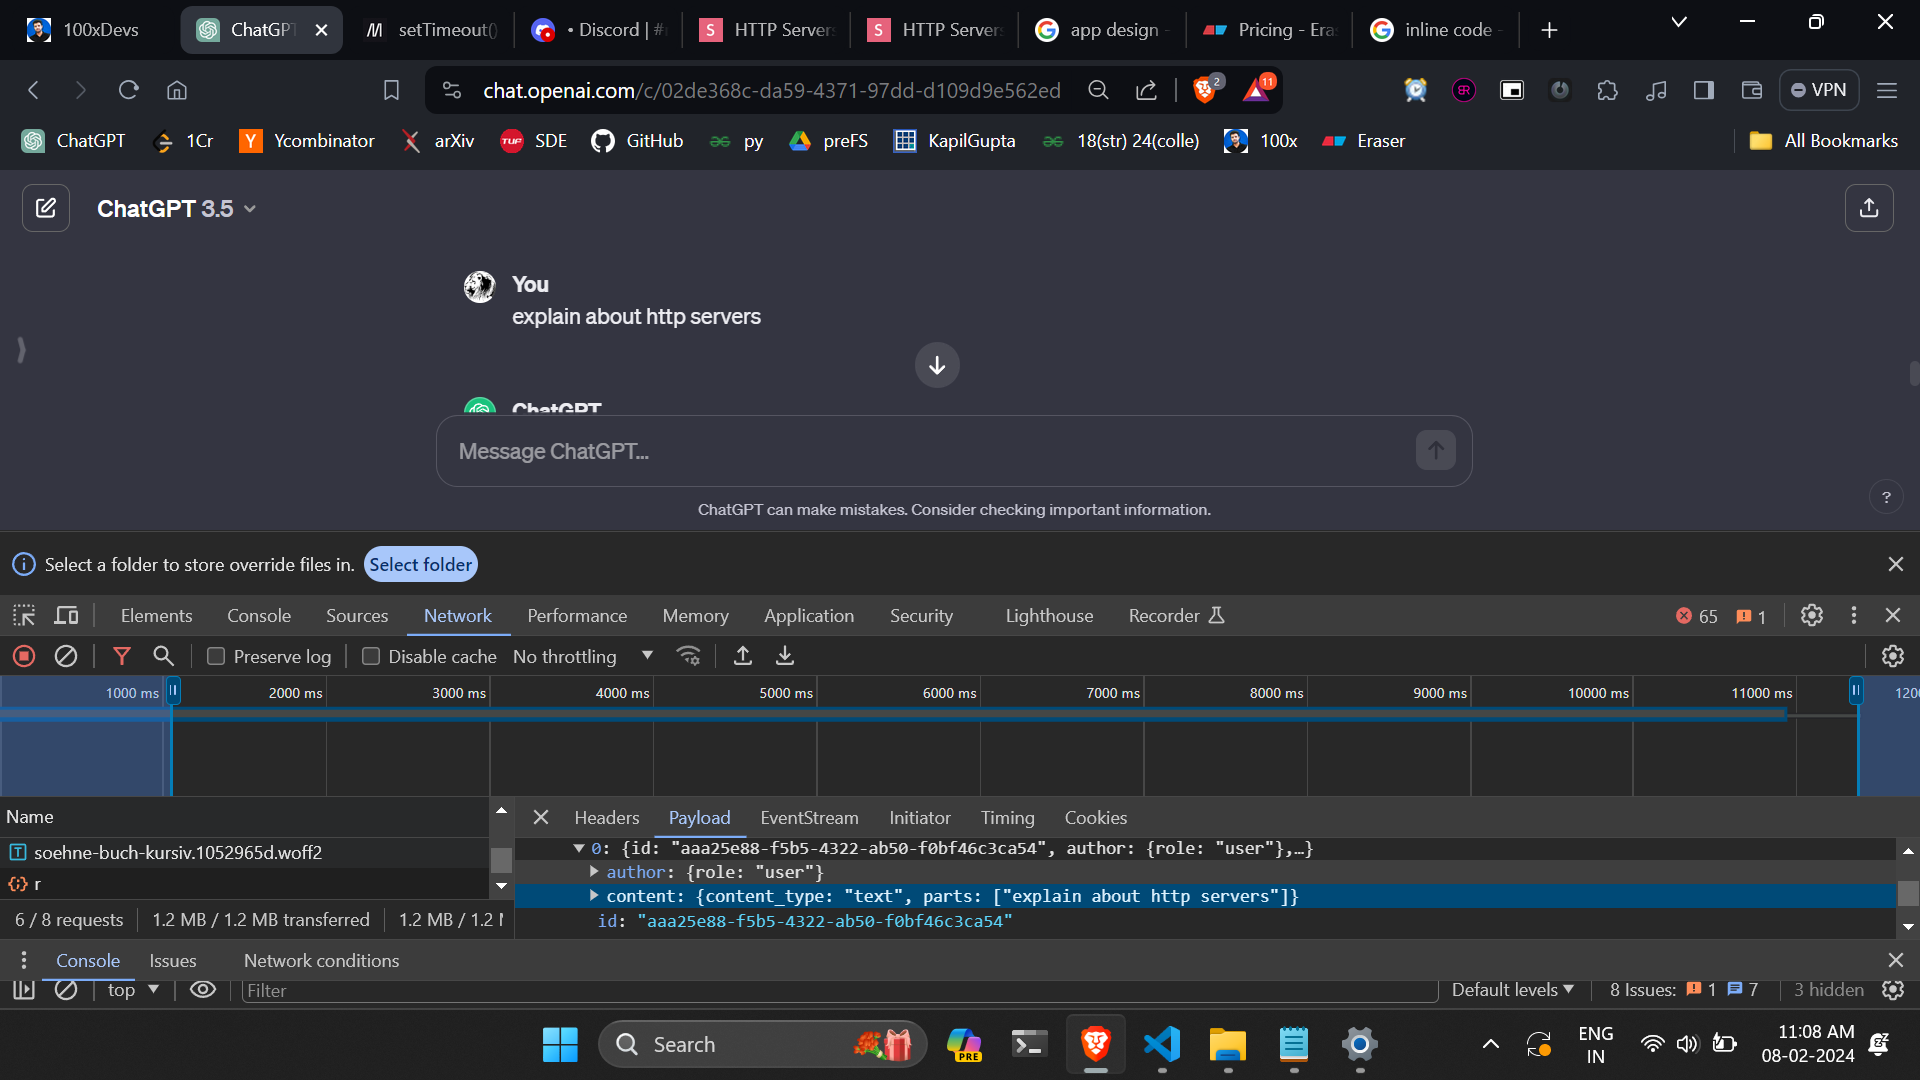 100xDevs
ChatGPT
setTimeout()
• Discord | #
HTTP Servers
HTTP Servers
app design -
Pricing - Eras
inline code -
chat.openai.com/c/02de368c-da59-4371-97dd-d109d9e562ed
2
11
BR
VPN
ChatGPT
1Cr
Y
Ycombinator
arXiv
TUF
SDE
GitHub
py
preFS
KapilGupta
18(str) 24(colle)
100x
Eraser
All Bookmarks
ChatGPT 3.5
You
explain about http servers
ChatGPT
Message ChatGPT...
ChatGPT can make mistakes. Consider checking important information.
?
Select a folder to store override files in. Select folder
Elements Console Sources Network Performance Memory Application Security Lighthouse Recorder 65 1
Preserve log Disable cache No throttling
1000 ms 2000 ms 3000 ms 4000 ms 5000 ms 6000 ms 7000 ms 8000 ms 9000 ms 10000 ms 11000 ms 120
Name
soehne-buch-kursiv.1052965d.woff2
r
6 / 8 requests 1.2 MB / 1.2 MB transferred 1.2 MB / 1.2
Headers Payload EventStream Initiator Timing Cookies
0: {id: "aaa25e88-f5b5-4322-ab50-f0bf46c3ca54", author: {role: "user"},…}
author: {role: "user"}
content: {content_type: "text", parts: ["explain about http servers"]}
id: "aaa25e88-f5b5-4322-ab50-f0bf46c3ca54"
Console Issues Network conditions
top Filter Default levels 8 Issues: 1 7 3 hidden
Search
PRE
ENG
IN
11:08 AM
08-02-2024